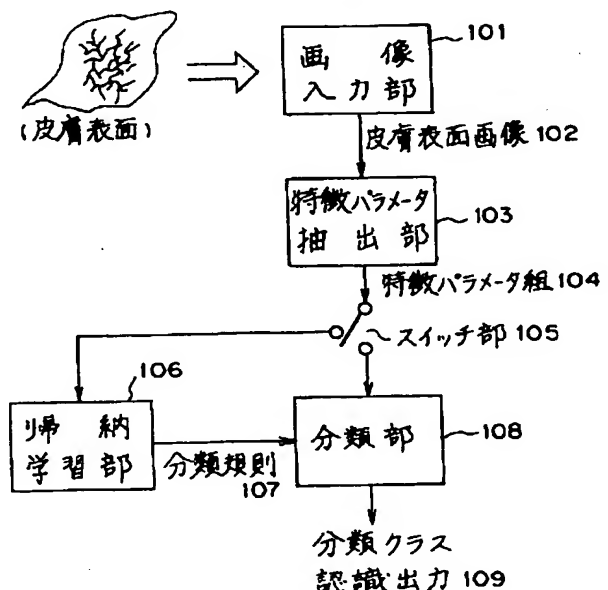 101
画像
入力部
(皮膚表面)
皮膚表面画像 102
特徴パラメータ
抽出部
103
特徴パラメータ組 104
スイッチ部 105
106
帰納
学習部
分類規則
107
分類部
108
分類クラス
認識出力 109